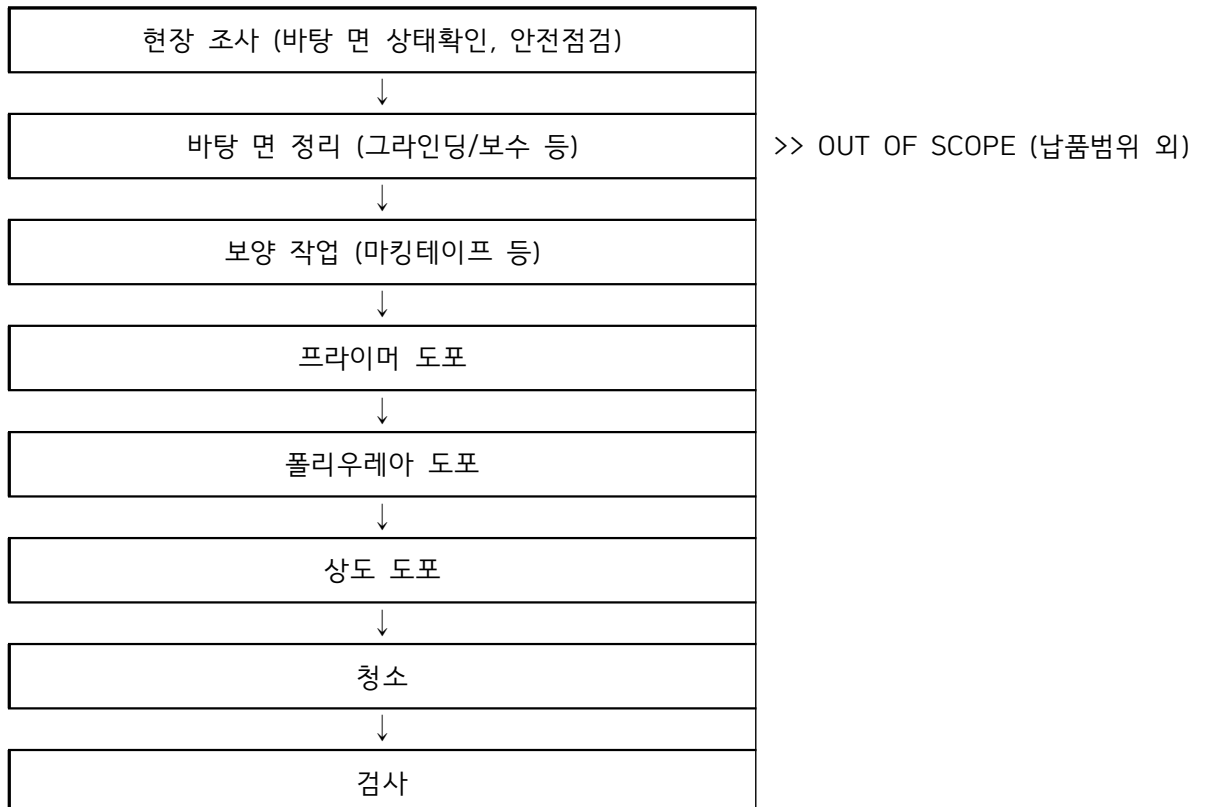 현장 조사 (바탕 면 상태확인, 안전점검)
↓
바탕 면 정리 (그라인딩/보수 등) >> OUT OF SCOPE (납품범위 외)
↓
보양 작업 (마킹테이프 등)
↓
프라이머 도포
↓
폴리우레아 도포
↓
상도 도포
↓
청소
↓
검사